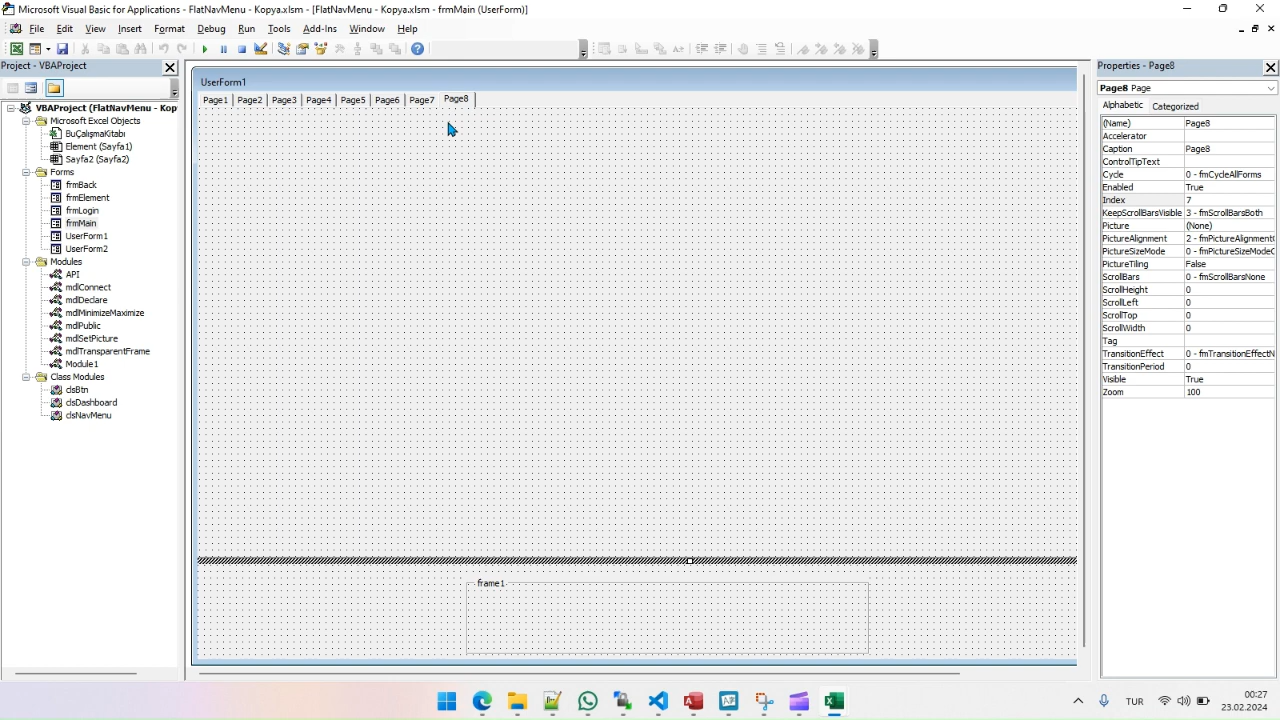 Microsoft Visual Basic for Applications - FlatNavMenu - Kopya.xlsm - [FlatNavMenu - Kopya.xlsm - frmMain (UserForm)]
File Edit View Insert Format Debug Run Tools Add-Ins Window Help
Project - VBAProject
VBAProject (FlatNavMenu - Kop
Microsoft Excel Objects
BuÇalışmaKitabı
Element (Sayfa1)
Sayfa2 (Sayfa2)
Forms
frmBack
frmElement
frmLogin
frmMain
UserForm1
UserForm2
Modules
API
mdlConnect
mdlDeclare
mdlMinimizeMaximize
mdlPublic
mdlSetPicture
mdlTransparentFrame
Module1
Class Modules
clsBtn
clsDashboard
clsNavMenu
UserForm1
Page1 Page2 Page3 Page4 Page5 Page6 Page7 Page8
frame1
Properties - Page8
Page8 Page
Alphabetic Categorized
(Name) Page8
Accelerator
Caption Page8
ControlTipText
Cycle 0 - fmCycleAllForms
Enabled True
Index 7
KeepScrollBarsVisible 3 - fmScrollBarsBoth
Picture (None)
PictureAlignment 2 - fmPictureAlignment
PictureSizeMode 0 - fmPictureSizeMode
PictureTiling False
ScrollBars 0 - fmScrollBarsNone
ScrollHeight 0
ScrollLeft 0
ScrollTop 0
ScrollWidth 0
Tag
TransitionEffect 0 - fmTransitionEffectN
TransitionPeriod 0
Visible True
Zoom 100
TUR
00:27
23.02.2024